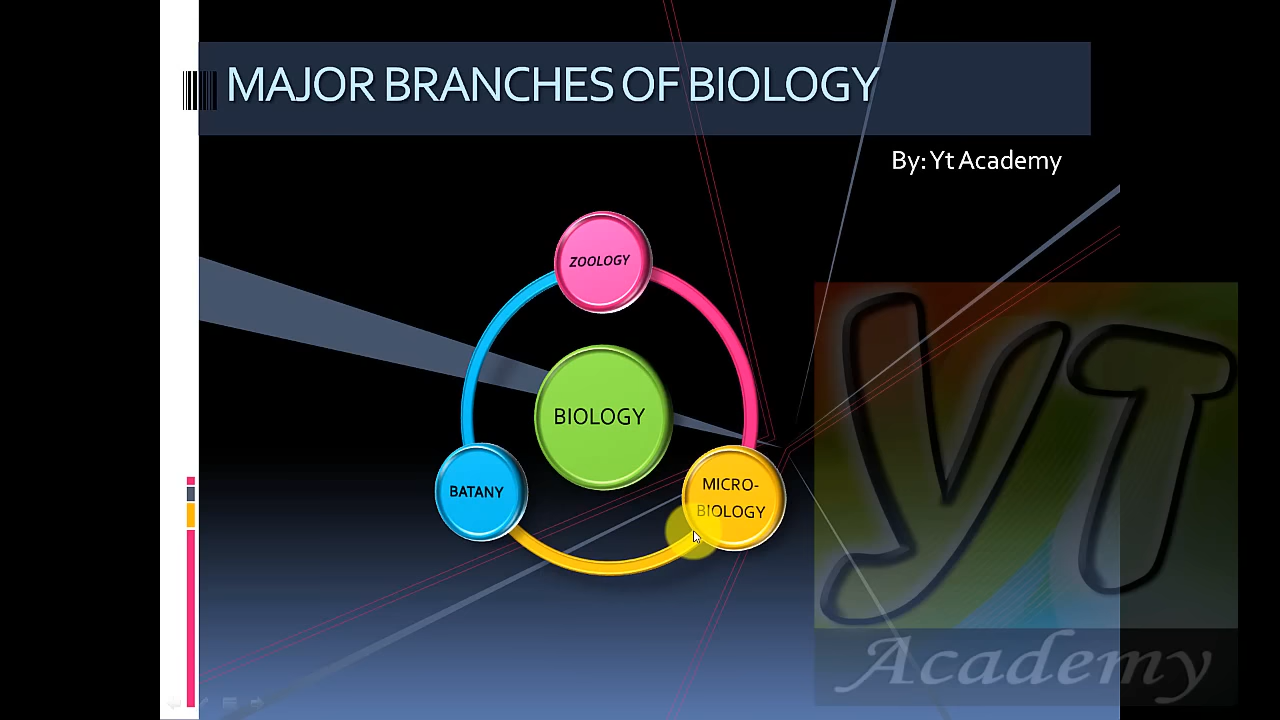 MAJOR BRANCHES OF BIOLOGY
By: Yt Academy
ZOOLOGY
BIOLOGY
BATANY
MICRO-
BIOLOGY
YT
Academy